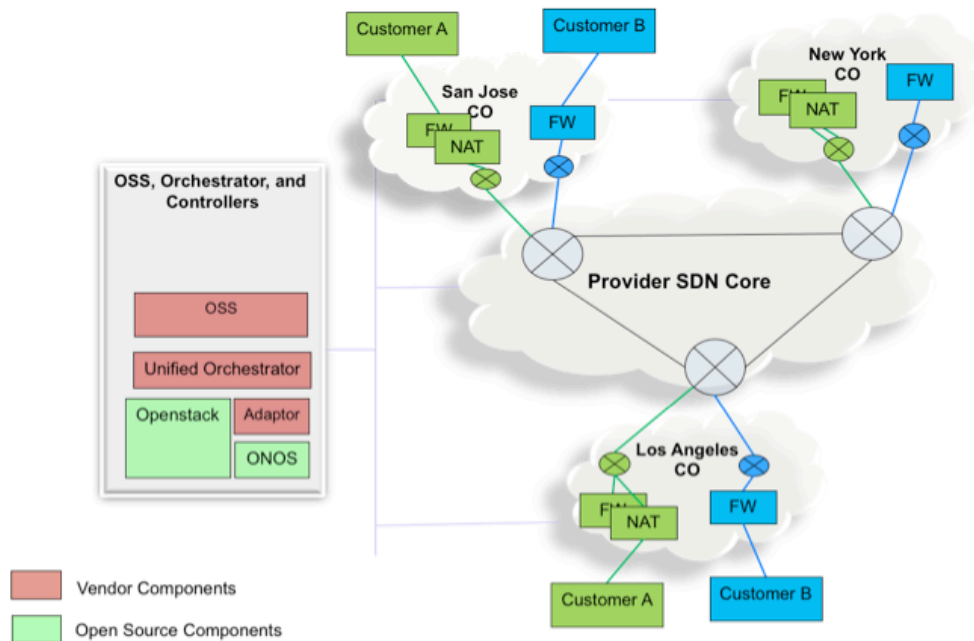 Customer A
Customer B
San Jose
CO
FW
NAT
FW
New York
CO
FW
NAT
FW
OSS, Orchestrator, and
Controllers
OSS
Unified Orchestrator
Openstack
Adaptor
ONOS
Provider SDN Core
Los Angeles
CO
FW
NAT
FW
Customer A
Customer B
Vendor Components
Open Source Components